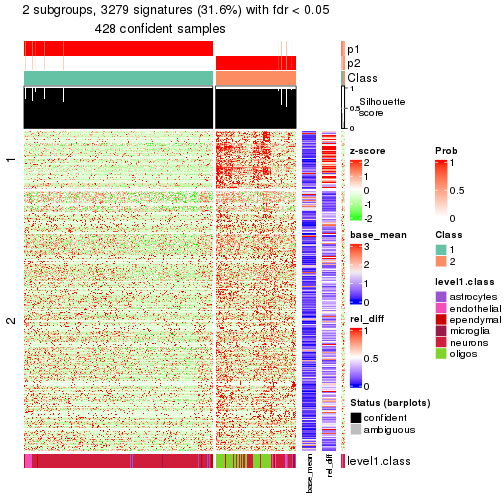 2 subgroups, 3279 signatures (31.6%) with fdr < 0.05
428 confident samples
p1
p2
Class
1
0.5
0
Silhouette
score
1
2
z-score
2
1
0
-1
-2
base_mean
3
2
1
0
rel_diff
1
0.5
0
Prob
1
0.5
0
Class
1
2
level1.class
astrocytes
endothelial
ependymal
microglia
neurons
oligos
Status (barplots)
confident
ambiguous
level1.class
base_mean
rel_diff